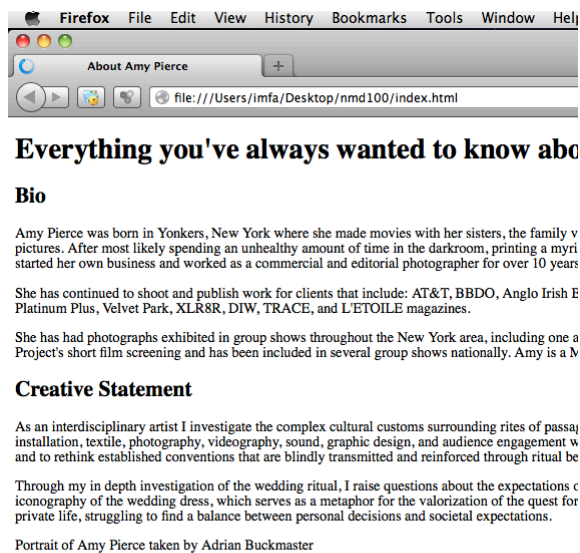 Firefox File Edit View History Bookmarks Tools Window Help
About Amy Pierce
file:///Users/imfa/Desktop/nmd100/index.html
Everything you've always wanted to know abo
Bio
Amy Pierce was born in Yonkers, New York where she made movies with her sisters, the family v
pictures. After most likely spending an unhealthy amount of time in the darkroom, printing a myri
started her own business and worked as a commercial and editorial photographer for over 10 years
She has continued to shoot and publish work for clients that include: AT&T, BBDO, Anglo Irish B
Platinum Plus, Velvet Park, XLR8R, DIW, TRACE, and L'ETOILE magazines.
She has had photographs exhibited in group shows throughout the New York area, including one a
Project's short film screening and has been included in several group shows nationally. Amy is a M
Creative Statement
As an interdisciplinary artist I investigate the complex cultural customs surrounding rites of passag
installation, textile, photography, videography, sound, graphic design, and audience engagement w
and to rethink established conventions that are blindly transmitted and reinforced through ritual be
Through my in depth investigation of the wedding ritual, I raise questions about the expectations o
iconography of the wedding dress, which serves as a metaphor for the valorization of the quest for
private life, struggling to find a balance between personal decisions and societal expectations.
Portrait of Amy Pierce taken by Adrian Buckmaster